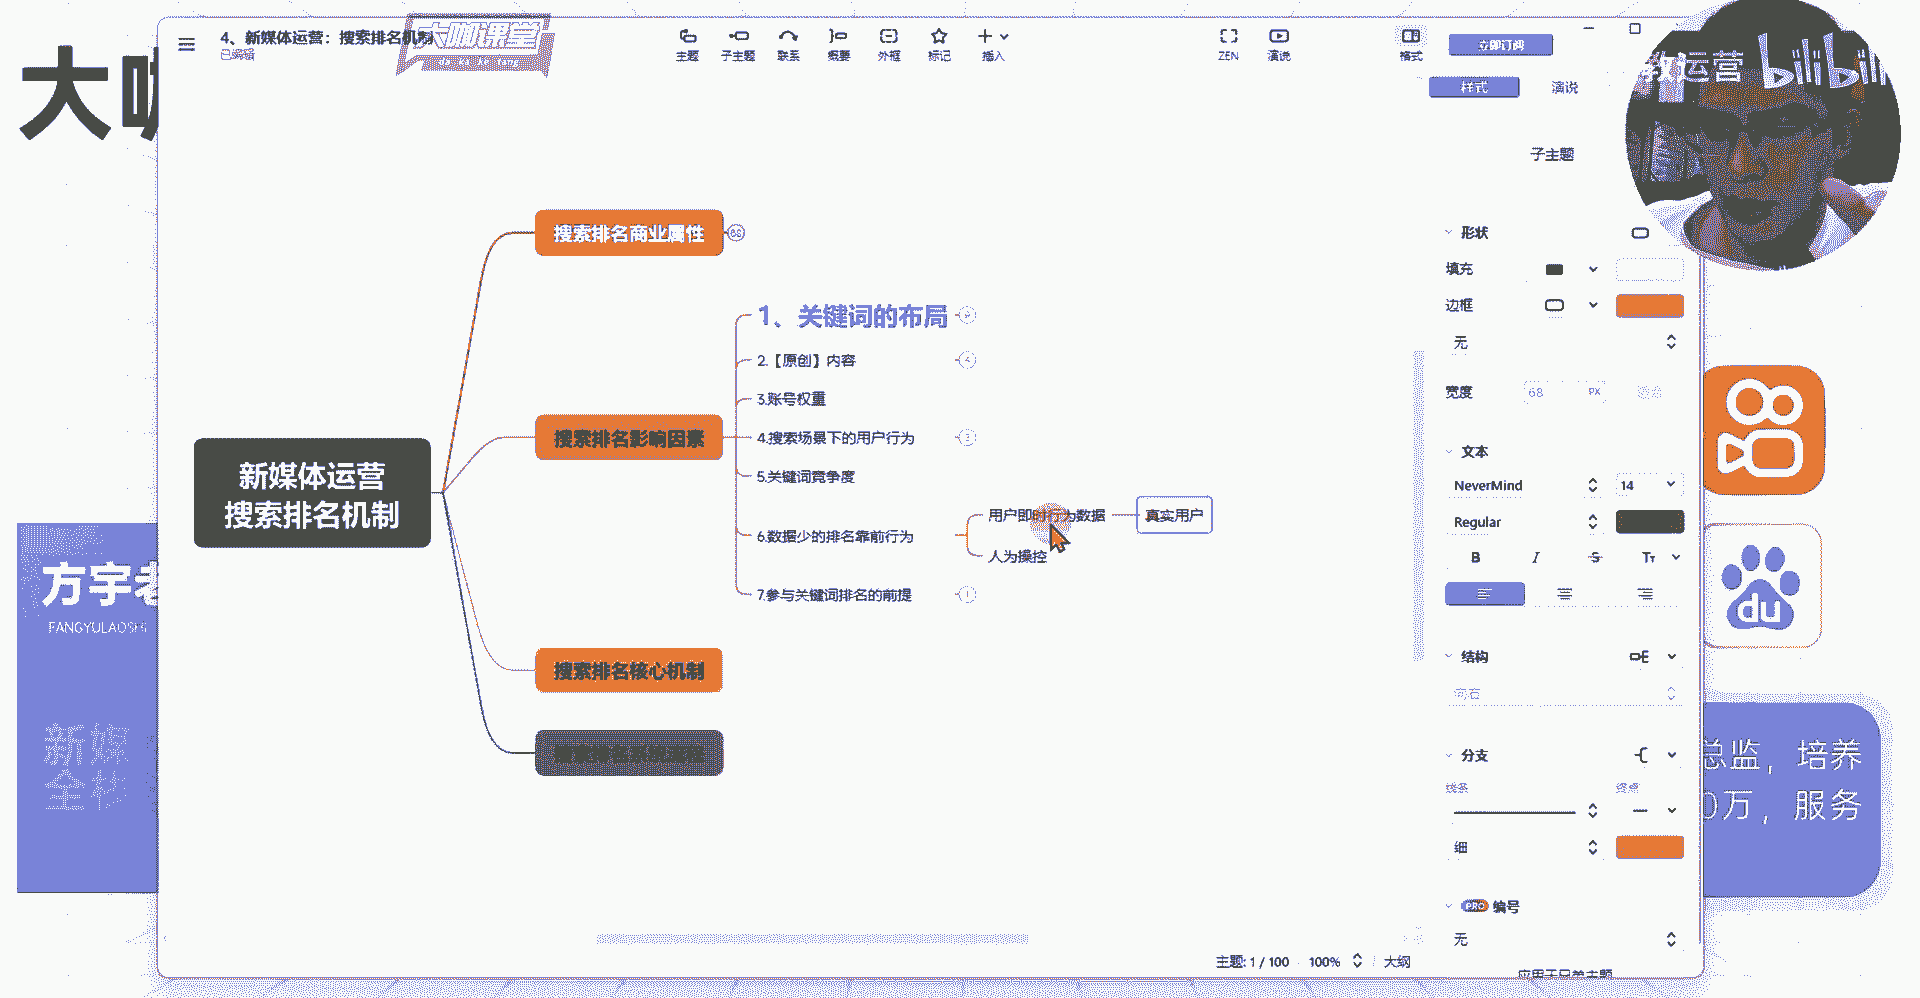 4、新媒体运营：搜索排名机制
已编辑
大咖课堂
主题
子主题
联系
概要
外框
标记
插入
ZEN
演说
格式
立即订阅
教运营 bilibili
大
样式
演说
子主题
搜索排名商业属性
形状
填充
1、关键词的布局
边框
2.【原创】内容
无
3.账号权重
宽度
68
PX
搜索排名影响因素
4.搜索场景下的用户行为
文本
5.关键词竞争度
新媒体运营
搜索排名机制
NeverMind
14
用户即时行为数据
真实用户
Regular
6.数据少的排名靠前行为
人为操控
B I S Tт
7.参与关键词排名的前提
方宇老
FANGYULAOSHI
du
搜索排名核心机制
结构
向右
新媒
全栈
分支
线条
终点
总监，培养
0万，服务
细
PRO 编号
无
主题: 1 / 100
100%
大纲
应用于兄弟主题